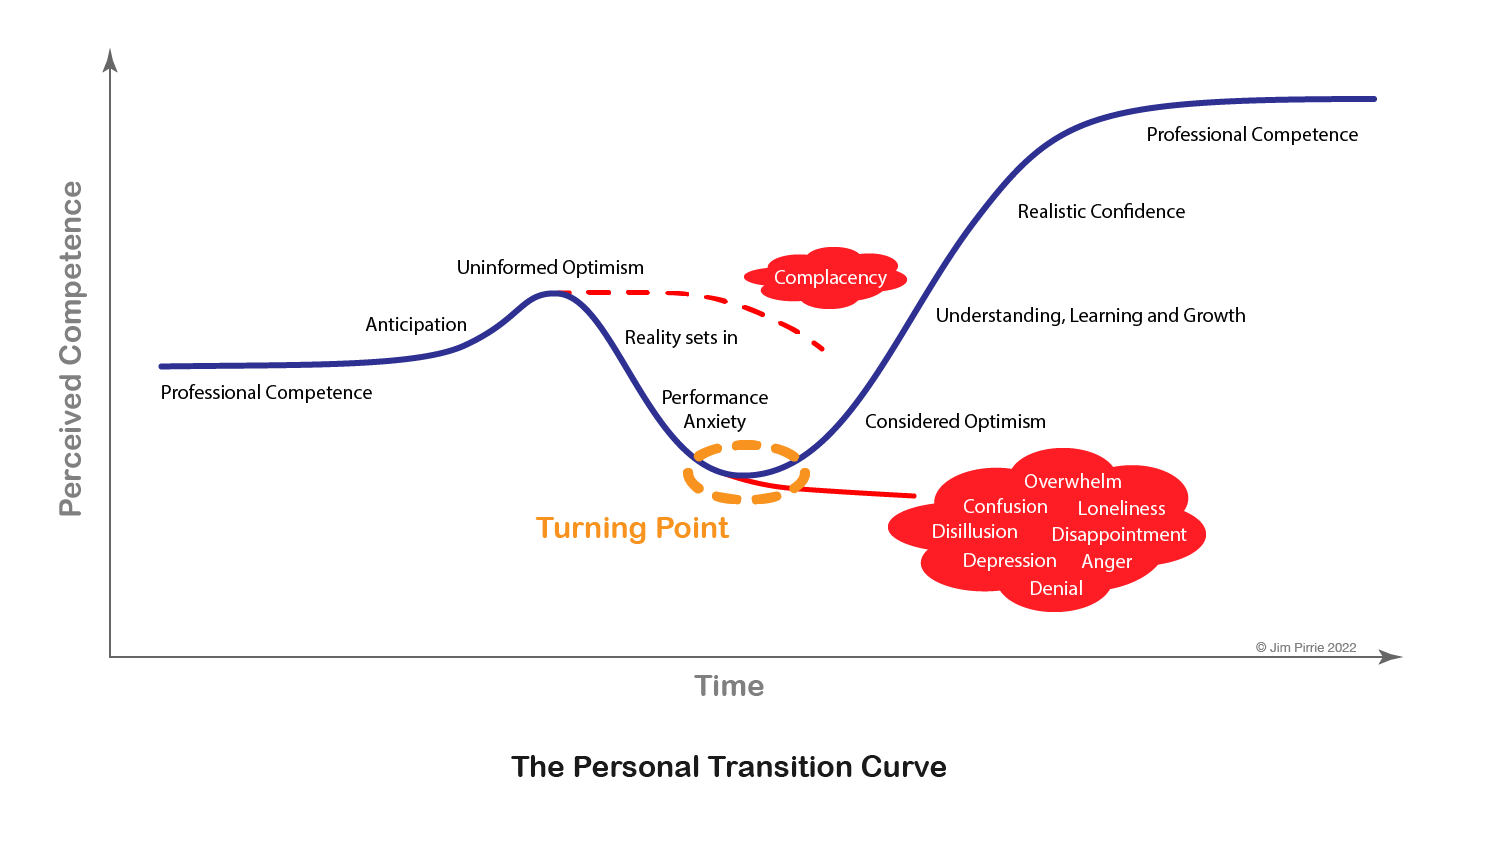 Professional Competence
Realistic Confidence
Uninformed Optimism
Complacency
Understanding, Learning and Growth
Anticipation
Reality sets in
Professional Competence
Performance
Anxiety
Considered Optimism
Perceived Competence
Turning Point
Overwhelm
Confusion Loneliness
Disillusion Disappointment
Depression Anger
Denial
© Jim Pirrie 2022
Time
The Personal Transition Curve